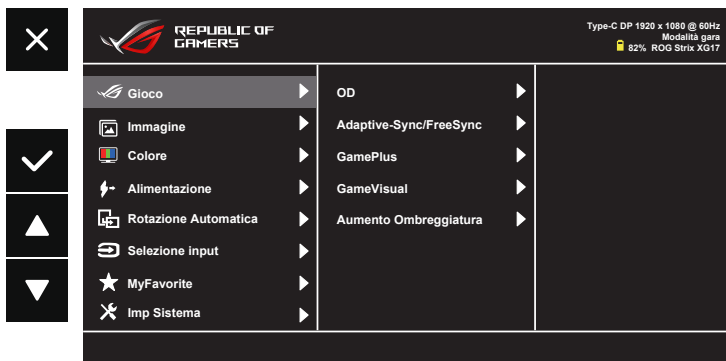 REPUBLIC OF
GAMERS
Type-C DP 1920 x 1080 @ 60Hz
Modalità gara
82% ROG Strix XG17
Gioco
Immagine
Colore
Alimentazione
Rotazione Automatica
Selezione input
MyFavorite
Imp Sistema
OD
Adaptive-Sync/FreeSync
GamePlus
GameVisual
Aumento Ombreggiatura